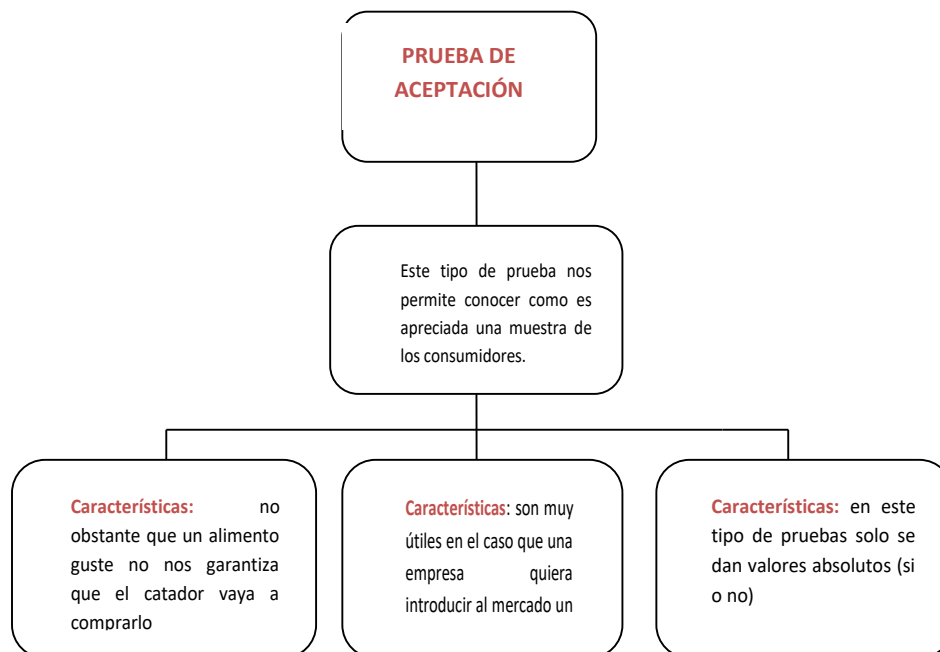 PRUEBA DE
ACEPTACIÓN
Este tipo de prueba nos
permite conocer como es
apreciada una muestra de
los consumidores.
Características: no
obstante que un alimento
guste no nos garantiza
que el catador vaya a
comprarlo
Características: son muy
útiles en el caso que una
empresa quiera
introducir al mercado un
Características: en este
tipo de pruebas solo se
dan valores absolutos (si
o no)